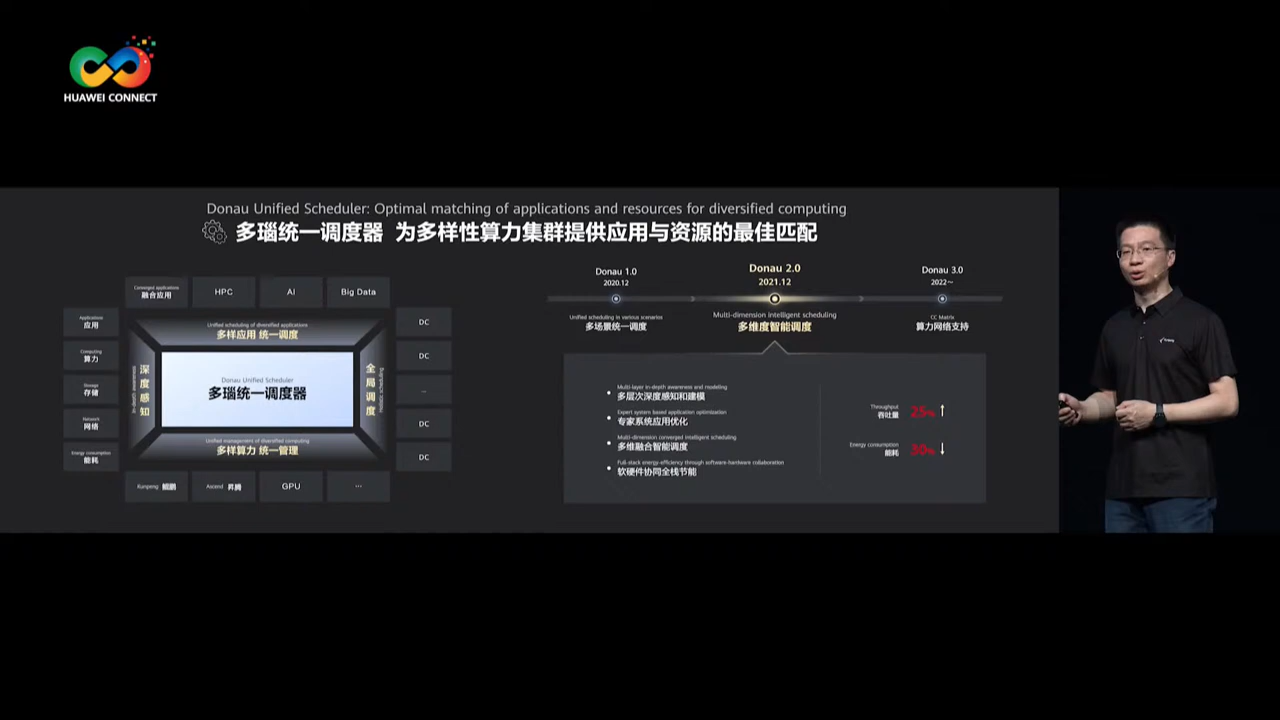 HUAWEI CONNECT
Donau Unified Scheduler: Optimal matching of applications and resources for diversified computing
多瑙统一调度器 为多样性算力集群提供应用与资源的最佳匹配
Converged applications
融合应用
HPC
AI
Big Data
Applications
应用
Computing
算力
Storage
存储
Network
网络
Energy consumption
能耗
Unified scheduling of diversified applications
多样应用 统一调度
深度感知
Donau Unified Scheduler
多瑙统一调度器
全局调度
Unified management of diversified computing
多样算力 统一管理
DC
DC
...
DC
DC
Kunpeng 鲲鹏
Ascend 昇腾
GPU
...
Donau 1.0
2020.12
Unified scheduling in various scenarios
多场景统一调度
Donau 2.0
2021.12
Multi-dimension intelligent scheduling
多维度智能调度
Donau 3.0
2022~
CC Matrix
算力网络支持
Multi-layer in-depth awareness and modeling
多层次深度感知和建模
Expert system based application optimization
专家系统应用优化
Multi-dimension converged intelligent scheduling
多维融合智能调度
Full-stack energy-efficiency through software-hardware collaboration
软硬件协同全栈节能
Throughput
吞吐量
25% ↑
Energy consumption
能耗
30% ↓